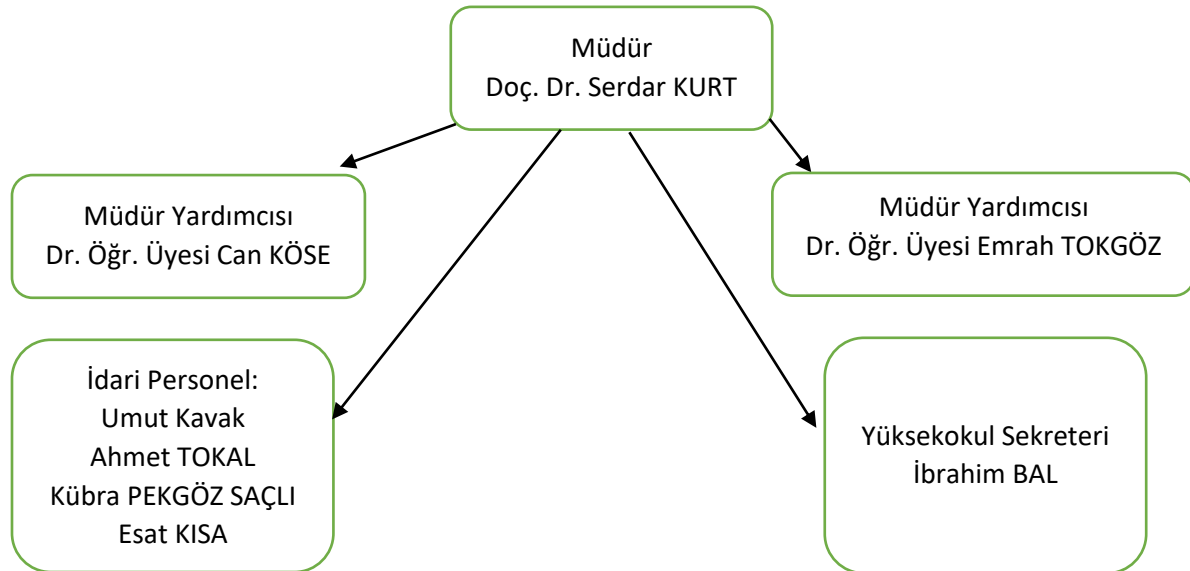 Müdür
Doç. Dr. Serdar KURT
Müdür Yardımcısı
Dr. Öğr. Üyesi Can KÖSE
Müdür Yardımcısı
Dr. Öğr. Üyesi Emrah TOKGÖZ
İdari Personel:
Umut Kavak
Ahmet TOKAL
Kübra PEKGÖZ SAÇLI
Esat KISA
Yüksekokul Sekreteri
İbrahim BAL